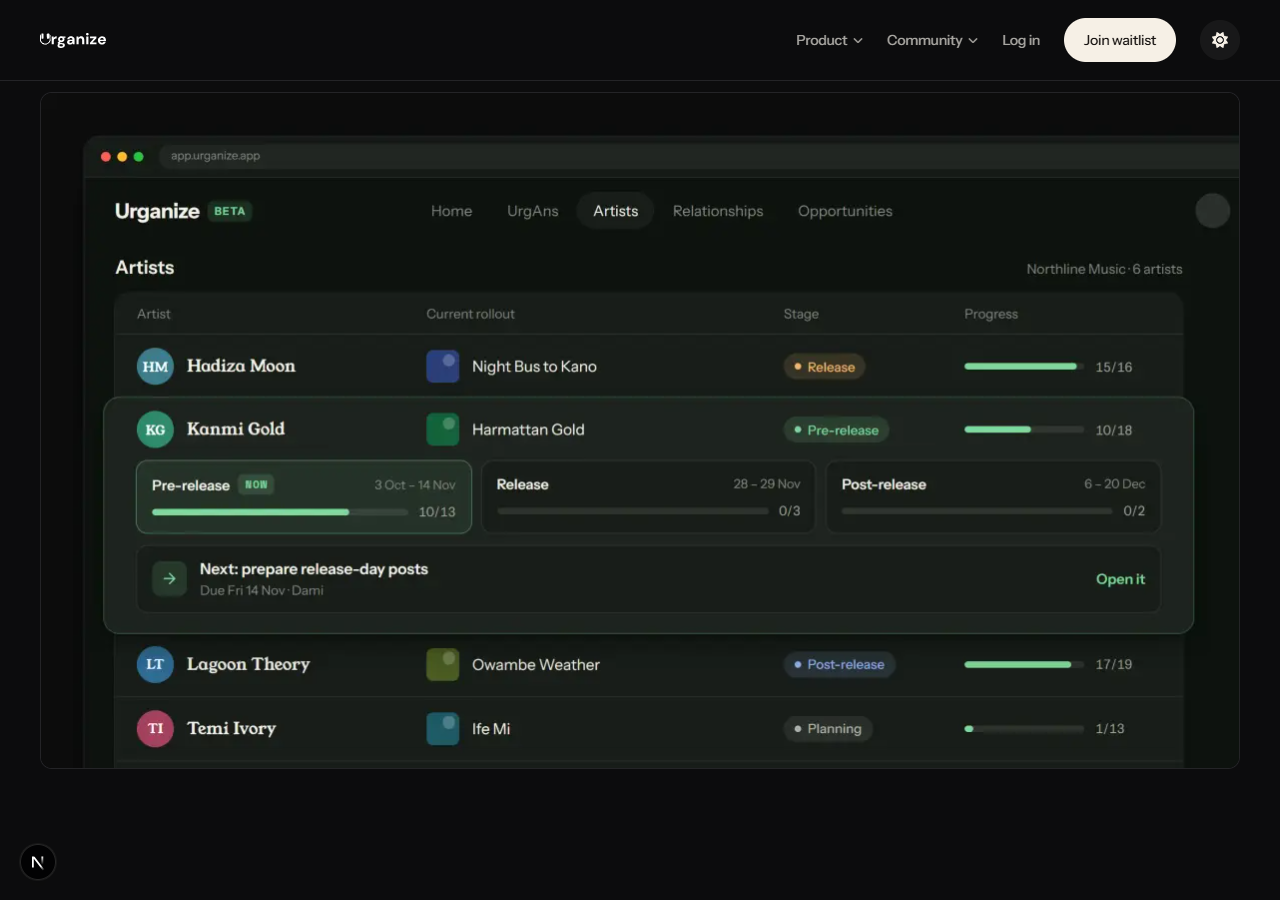 Urganize
Product
Community
Log in
Join waitlist
app.urganize.app
Urganize BETA
Home
UrgAns
Artists
Relationships
Opportunities
Artists
Northline Music · 6 artists
Artist
Current rollout
Stage
Progress
HM Hadiza Moon
Night Bus to Kano
Release
15/16
KG Kanmi Gold
Harmattan Gold
Pre-release
10/18
Pre-release NOW
3 Oct – 14 Nov
10/13
Release
28 – 29 Nov
0/3
Post-release
6 – 20 Dec
0/2
Next: prepare release-day posts
Due Fri 14 Nov · Dami
Open it
LT Lagoon Theory
Owambe Weather
Post-release
17/19
TI Temi Ivory
Ife Mi
Planning
1/13
N